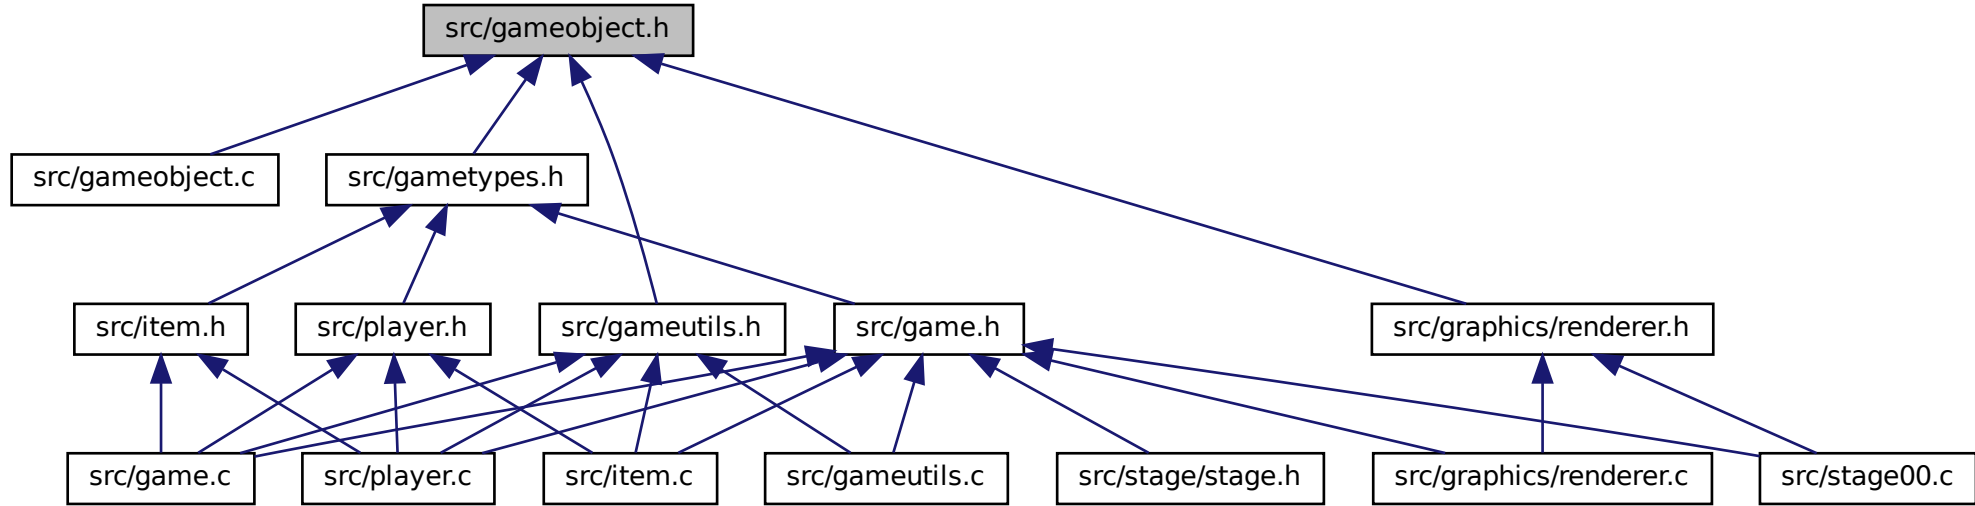 src/gameobject.h
src/gameobject.c
src/gametypes.h
src/item.h
src/player.h
src/gameutils.h
src/game.h
src/graphics/renderer.h
src/game.c
src/player.c
src/item.c
src/gameutils.c
src/stage/stage.h
src/graphics/renderer.c
src/stage00.c